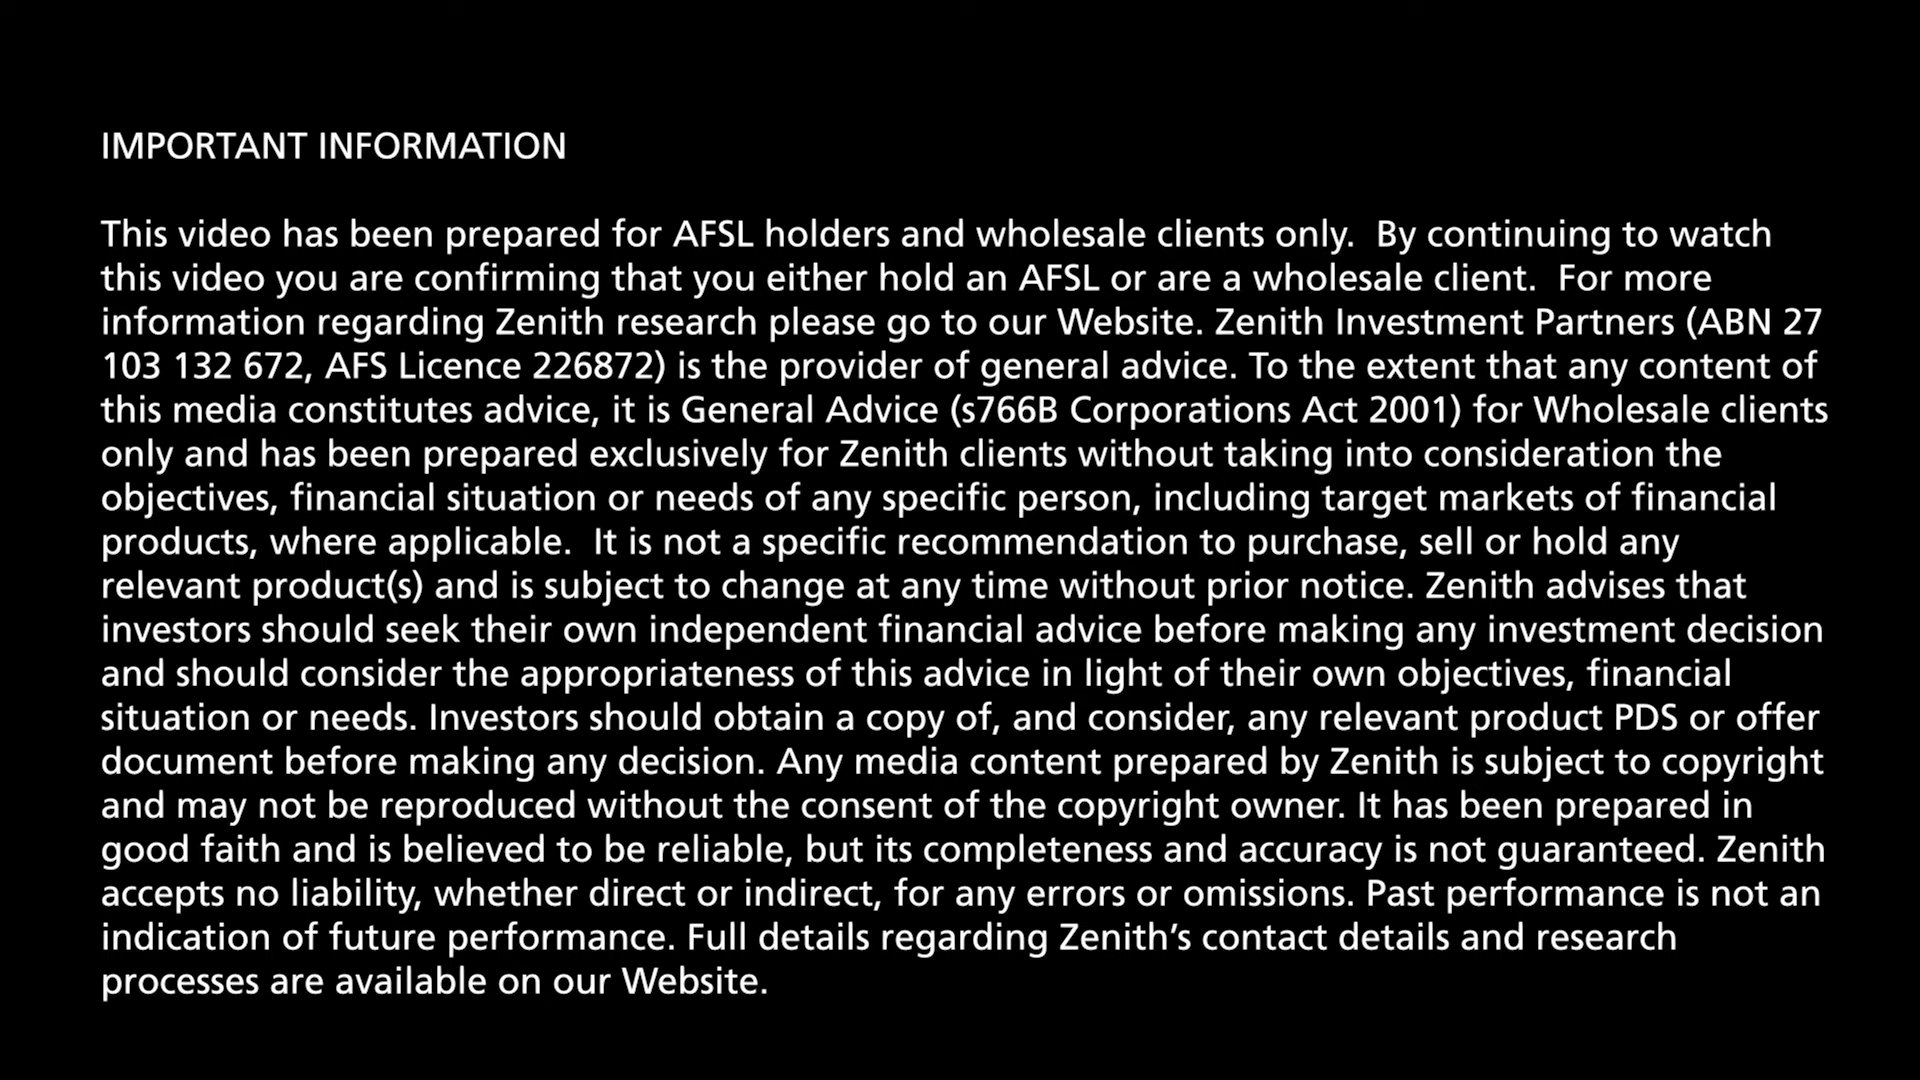 IMPORTANT INFORMATION
This video has been prepared for AFSL holders and wholesale clients only.  By continuing to watch
this video you are confirming that you either hold an AFSL or are a wholesale client.  For more
information regarding Zenith research please go to our Website. Zenith Investment Partners (ABN 27
103 132 672, AFS Licence 226872) is the provider of general advice. To the extent that any content of
this media constitutes advice, it is General Advice (s766B Corporations Act 2001) for Wholesale clients
only and has been prepared exclusively for Zenith clients without taking into consideration the
objectives, financial situation or needs of any specific person, including target markets of financial
products, where applicable.  It is not a specific recommendation to purchase, sell or hold any
relevant product(s) and is subject to change at any time without prior notice. Zenith advises that
investors should seek their own independent financial advice before making any investment decision
and should consider the appropriateness of this advice in light of their own objectives, financial
situation or needs. Investors should obtain a copy of, and consider, any relevant product PDS or offer
document before making any decision. Any media content prepared by Zenith is subject to copyright
and may not be reproduced without the consent of the copyright owner. It has been prepared in
good faith and is believed to be reliable, but its completeness and accuracy is not guaranteed. Zenith
accepts no liability, whether direct or indirect, for any errors or omissions. Past performance is not an
indication of future performance. Full details regarding Zenith’s contact details and research
processes are available on our Website.